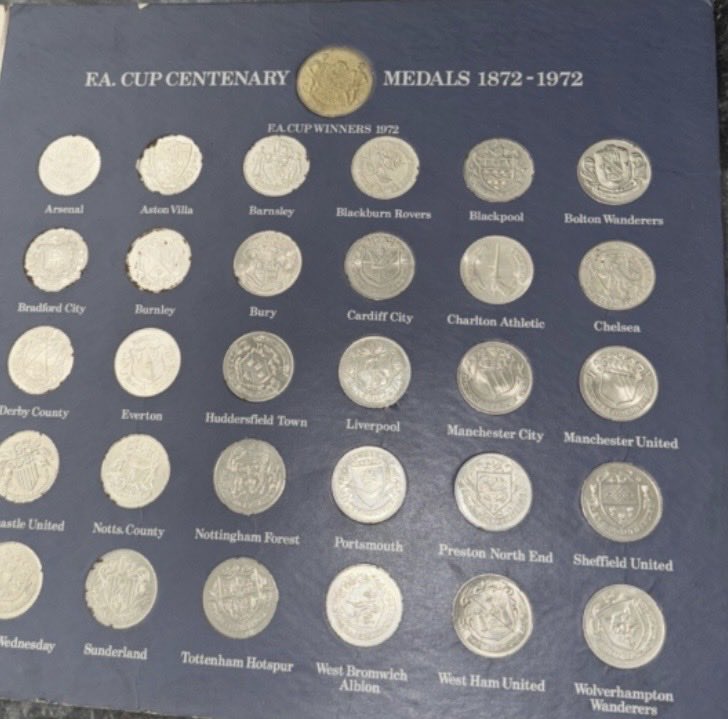 F.A. CUP CENTENARY MEDALS 1872-1972
F.A. CUP WINNERS 1972
Arsenal Aston Villa Barnsley Blackburn Rovers Blackpool Bolton Wanderers
Bradford City Burnley Bury Cardiff City Charlton Athletic Chelsea
Derby County Everton Huddersfield Town Liverpool Manchester City Manchester United
astle United Notts. County Nottingham Forest Portsmouth Preston North End Sheffield United
Wednesday Sunderland Tottenham Hotspur West Bromwich Albion West Ham United Wolverhampton Wanderers